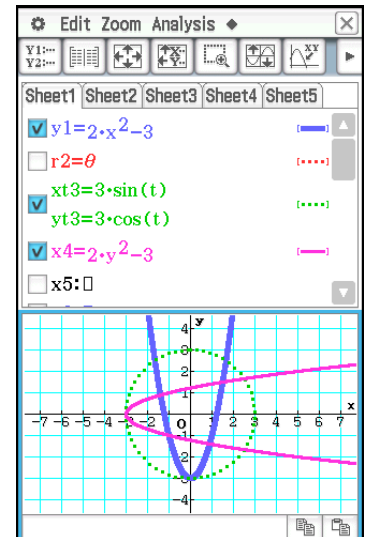 Edit Zoom Analysis ◆
Y1:···
Y2:···
XY
Sheet1 Sheet2 Sheet3 Sheet4 Sheet5
y1=2·x²−3
r2=θ
xt3=3·sin(t)
yt3=3·cos(t)
x4=2·y²−3
x5:▯
y
4
3
2
1
x
-7 -6 -5 -4 -3 -2 0 1 2 3 4 5 6 7
-1
-2
-3
-4